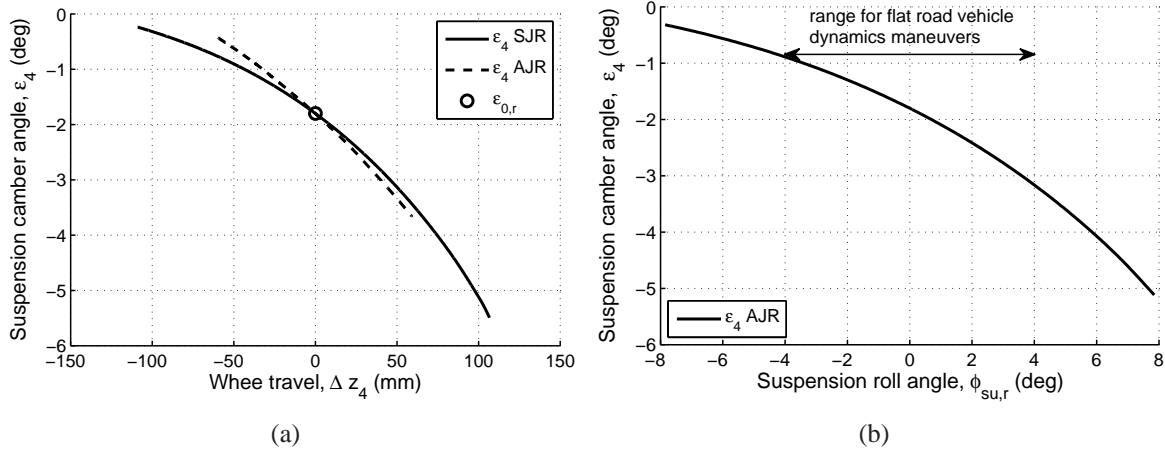 0
−1
−2
−3
−4
−5
−6
−150
−100
−50
0
50
100
150
Whee travel, Δ z4 (mm)
Suspension camber angle, ε4 (deg)
ε4 SJR
ε4 AJR
ε0,r
(a)
0
−1
−2
−3
−4
−5
−6
−8
−6
−4
−2
0
2
4
6
8
Suspension roll angle, ϕsu,r (deg)
Suspension camber angle, ε4 (deg)
range for flat road vehicle
dynamics maneuvers
ε4 AJR
(b)